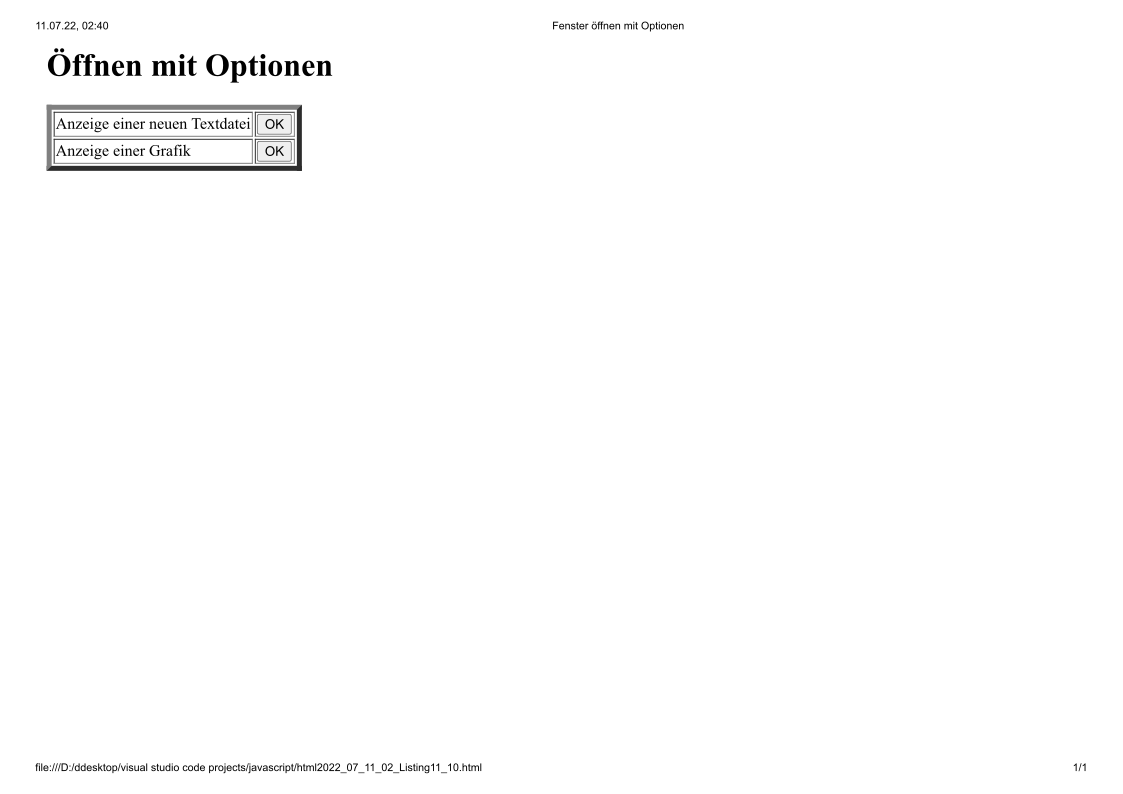 11.07.22, 02:40 Fenster öffnen mit Optionen
Öffnen mit Optionen
Anzeige einer neuen Textdatei OK
Anzeige einer Grafik OK
file:///D:/ddesktop/visual studio code projects/javascript/html2022_07_11_02_Listing11_10.html 1/1